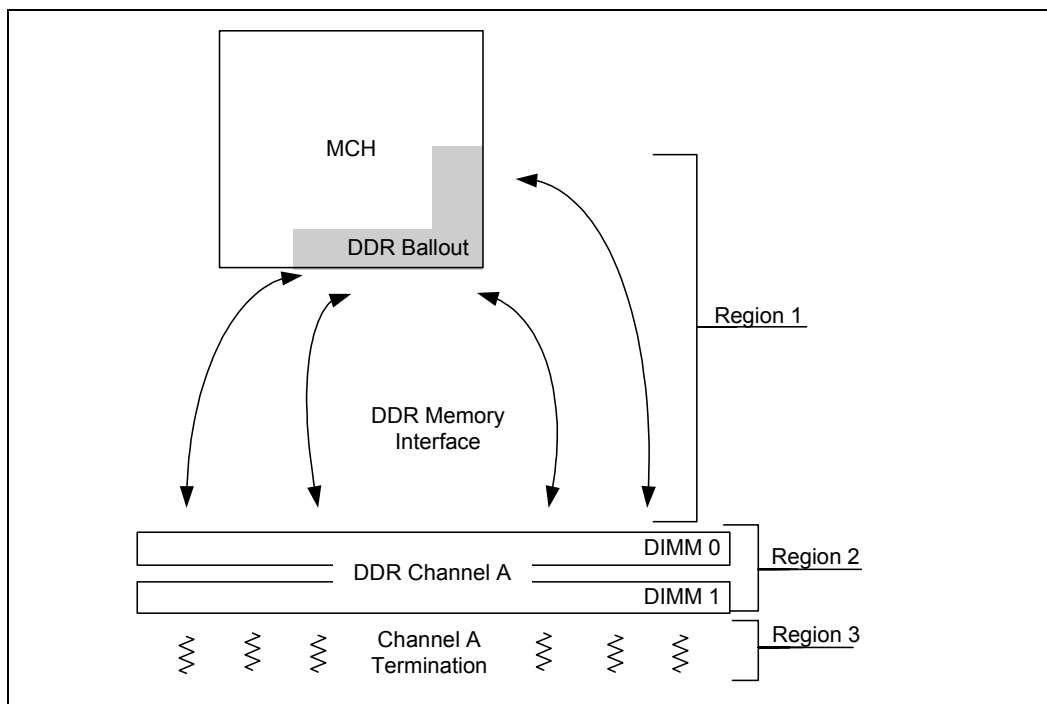 MCH
DDR Ballout
Region 1
DDR Memory
Interface
DIMM 0
DDR Channel A
Region 2
DIMM 1
Channel A
Termination
Region 3